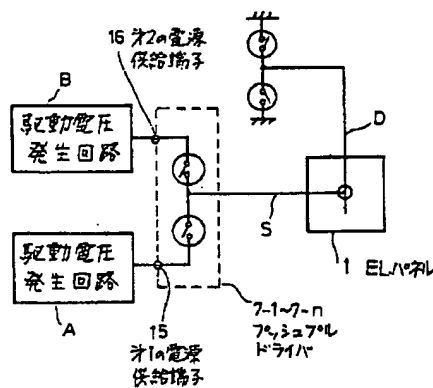 16 才2の電源
供給端子
B
駆動電圧
発生回路
D
S
駆動電圧
発生回路
1 ELパネル
A
15
才1の電源
供給端子
7-1~7-n
プッシュプル
ドライバ